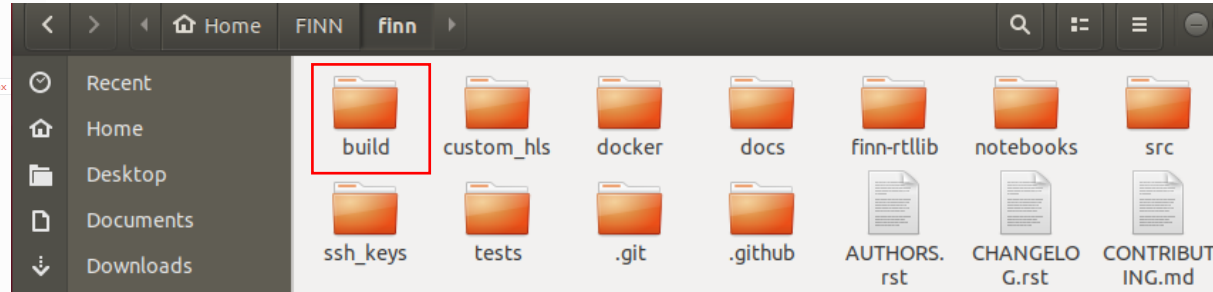 Home FINN finn
Recent
Home
Desktop
Documents
Downloads
build custom_hls docker docs finn-rtllib notebooks src
ssh_keys tests .git .github AUTHORS. CHANGELO CONTRIBUT
rst G.rst ING.md